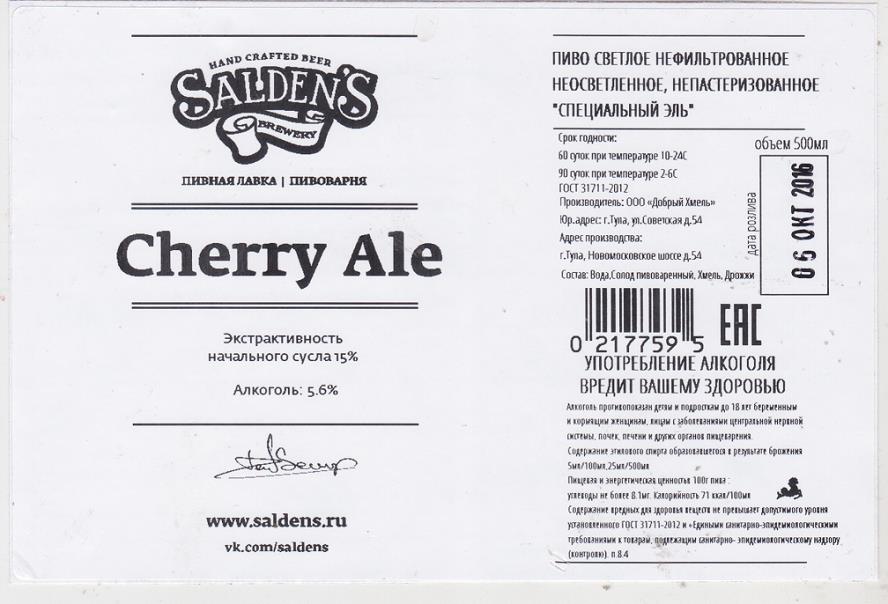 HAND CRAFTED BEER
SALDEN'S
BREWERY
ПИВНАЯ ЛАВКА | ПИВОВАРНЯ
Cherry Ale
Экстрактивность
начального сусла 15%
Алкоголь: 5.6%
www.saldens.ru
vk.com/saldens
ПИВО СВЕТЛОЕ НЕФИЛЬТРОВАННОЕ
НЕОСВЕТЛЕННОЕ, НЕПАСТЕРИЗОВАННОЕ
"СПЕЦИАЛЬНЫЙ ЭЛЬ"
Срок годности:
60 суток при температуре 10-24С
90 суток при температуре 2-6С
ГОСТ 31711-2012
Производитель: ООО «Добрый Хмель»
Юр.адрес: г.Тула, ул.Советская д.54
Адрес производства:
г.Тула, Новомосковское шоссе д.54
Состав: Вода,Солод пивоваренный, Хмель, Дрожжи
объем 500мл
дата розлива
06 ОКТ 2016
0 217759 5
EAC
УПОТРЕБЛЕНИЕ АЛКОГОЛЯ
ВРЕДИТ ВАШЕМУ ЗДОРОВЬЮ
Алкоголь противопоказан детям и подросткам до 18 лет беременным
и кормящим женщинам, лицам с заболеваниями центральной нервной
системы, почек, печени и других органов пищеварения.
Содержание этилового спирта образовавшегося в результате брожения
5мл/100мл,25мл/500мл
Пищевая и энергетическая ценность 100г пива :
углеводы не более 8.1мг. Калорийность 71 ккал/100мл
Содержание вредных для здоровья веществ не превышает допустимого уровня
установленного ГОСТ 31711-2012 и «Едиными санитарно-эпидемиологическими
требованиями к товарам, подлежащим санитарно- эпидемиологическому надзору
(контролю). п.8.4